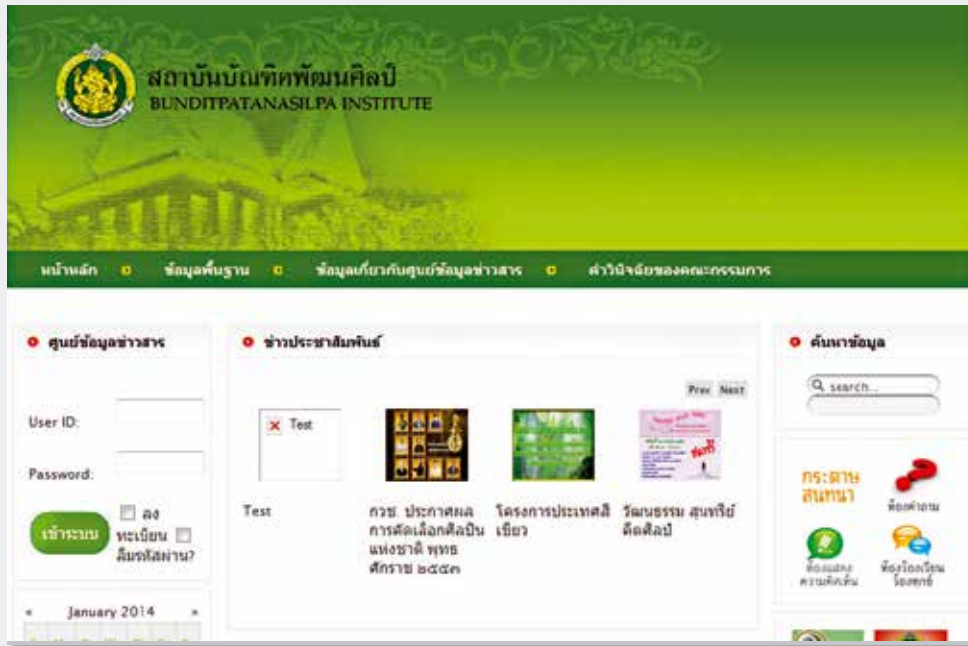 สถาบันบัณฑิตพัฒนศิลป์
BUNDITPATANASILPA INSTITUTE
หน้าหลัก ข้อมูลพื้นฐาน ข้อมูลเกี่ยวกับศูนย์ข้อมูลข่าวสาร คำวินิจฉัยของคณะกรรมการ
ศูนย์ข้อมูลข่าวสาร
User ID:
Password:
เข้าระบบ
ลง
ทะเบียน
ลืมรหัสผ่าน?
« January 2014 »
ข่าวประชาสัมพันธ์
Prev Next
Test
Test
กวช. ประกาศผล
การคัดเลือกศิลปิน
แห่งชาติ พุทธ
ศักราช ๒๕๕๓
โครงการประเทศสี
เขียว
วัฒนธรรม สุนทรีย์
คีตศิลป์
ค้นหาข้อมูล
search..
กระดาษ
สนทนา
ห้องคำถาม
ห้องแสดง
ความคิดเห็น
ห้องร้องเรียน
ร้องทุกข์